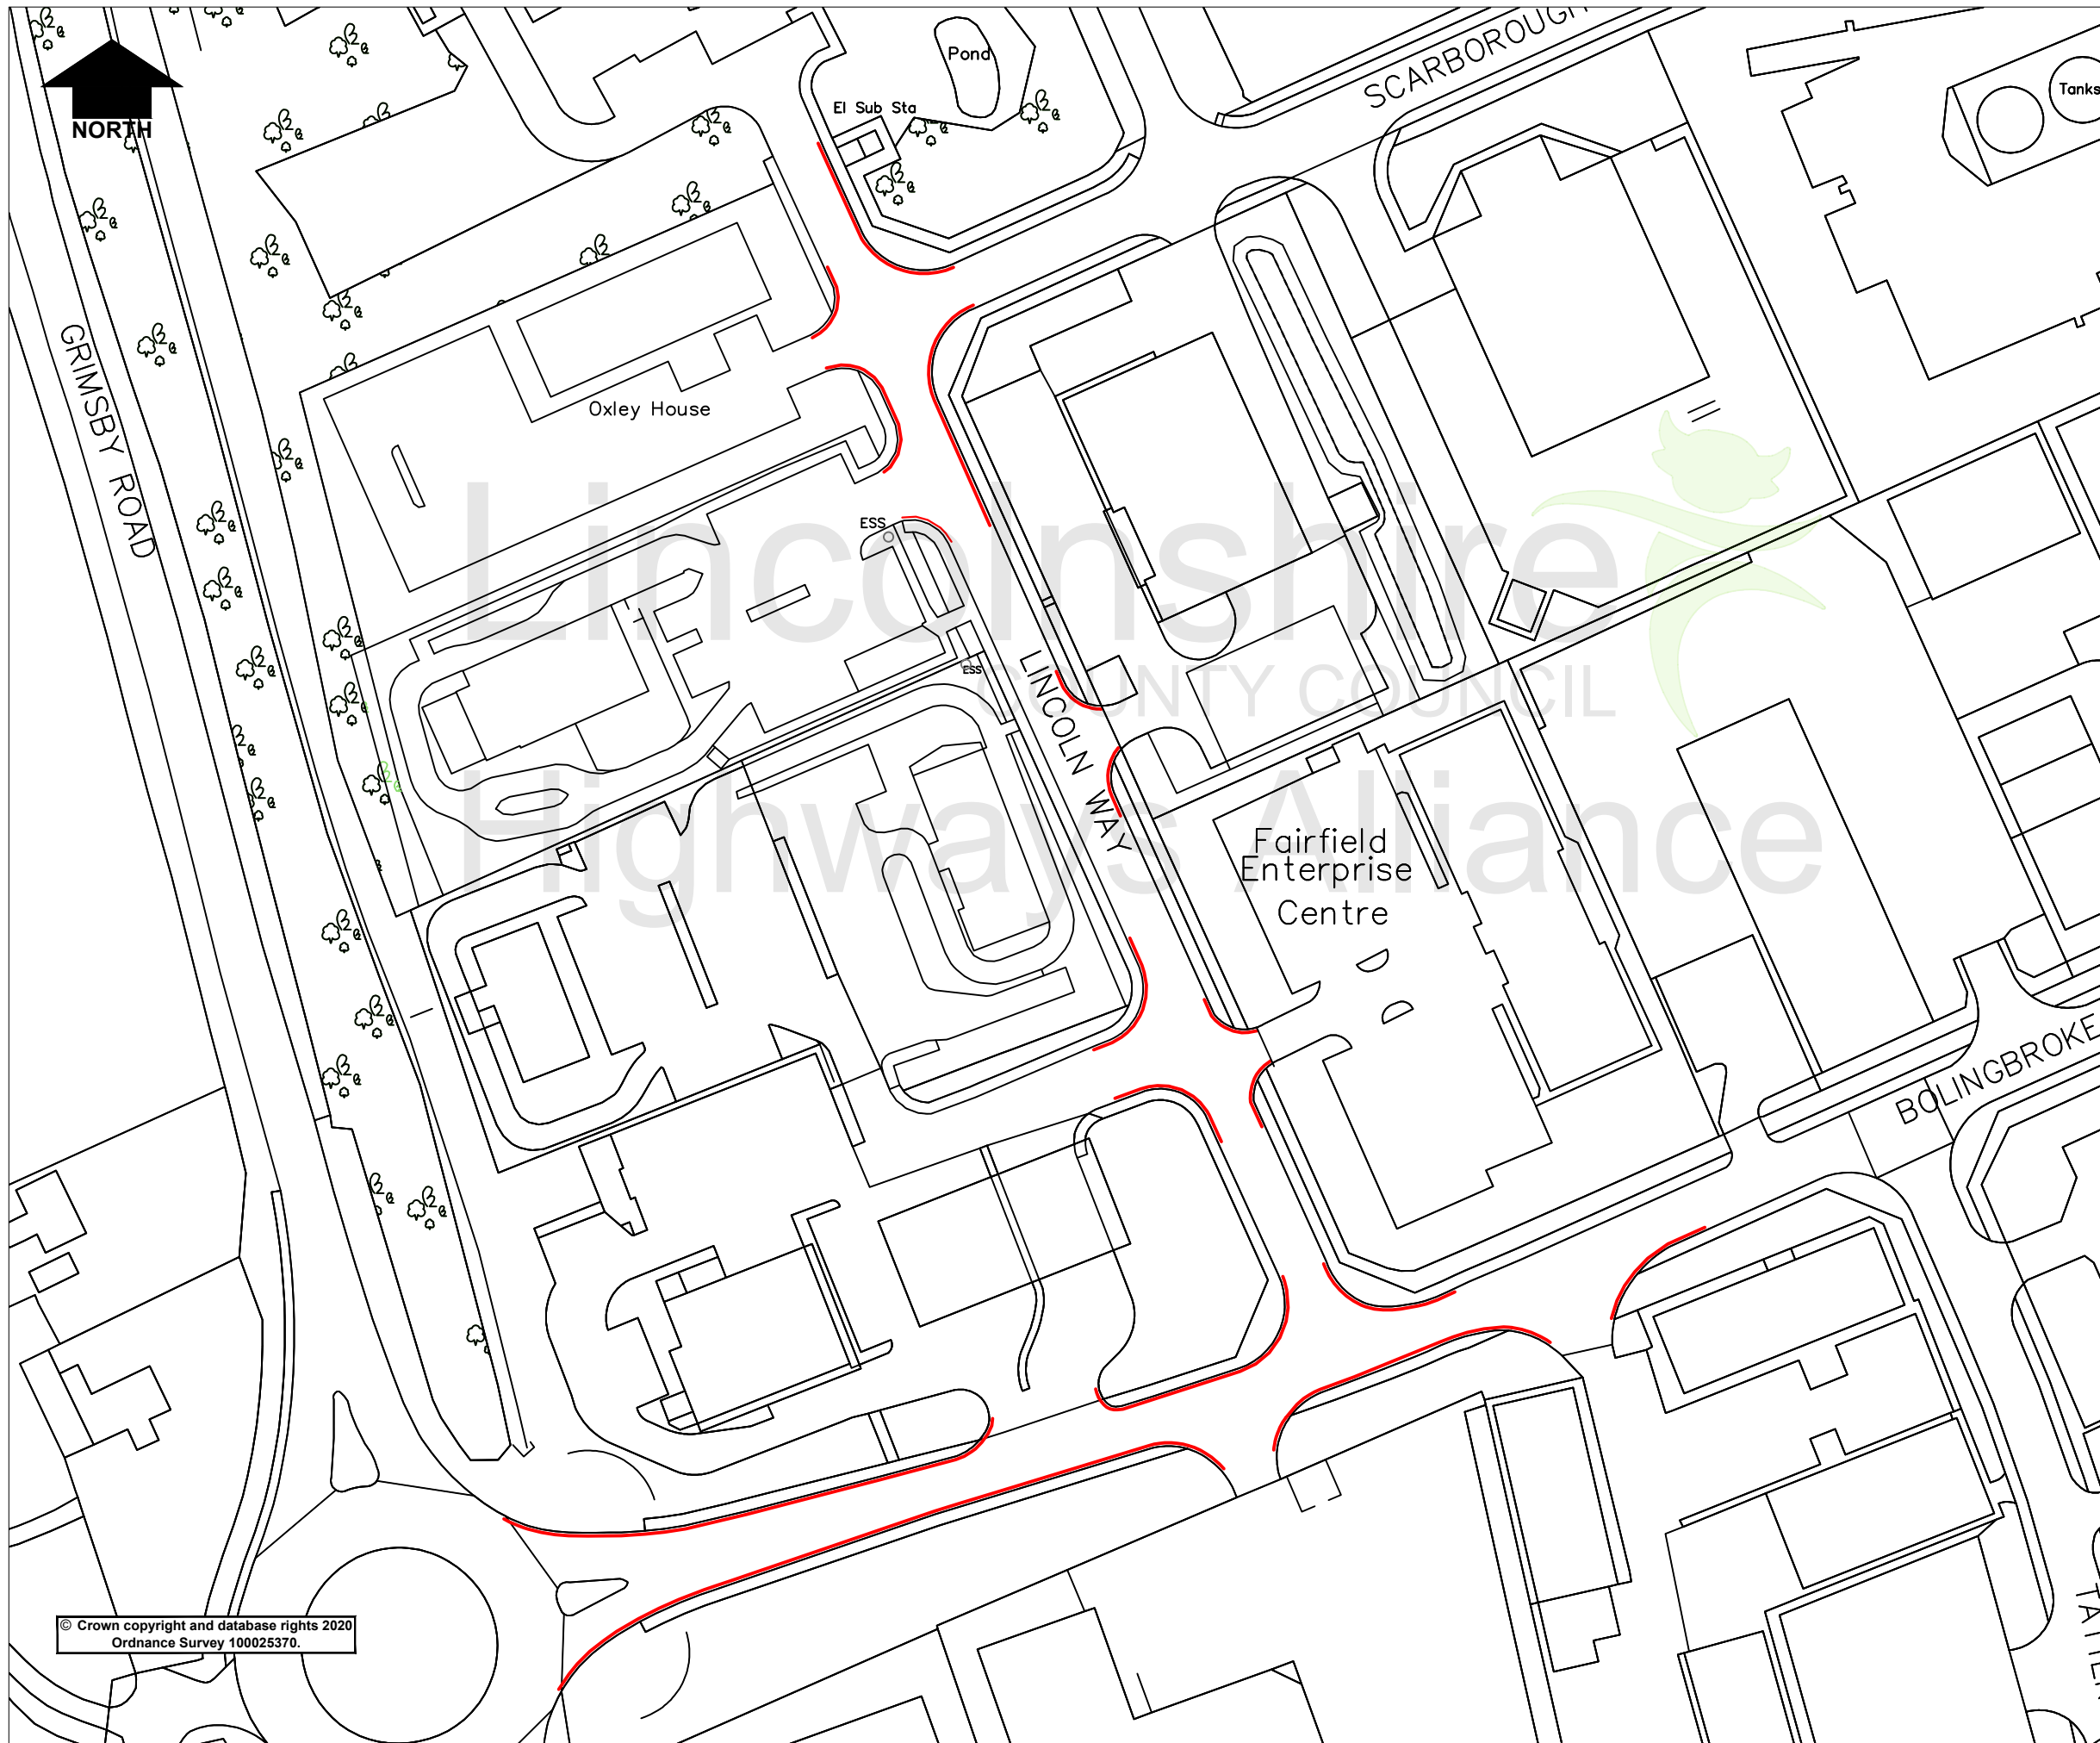 SCARBOROUGH
Pond
Tanks
El Sub Sta
NORTH
GRIMSBY ROAD
Oxley House
ESS
Lincolnshire
ESS
COUNTY COUNCIL
LINCOLN WAY
Highways Alliance
Fairfield
Enterprise
Centre
BOLINGBROKE
© Crown copyright and database rights 2020
Ordnance Survey 100025370.